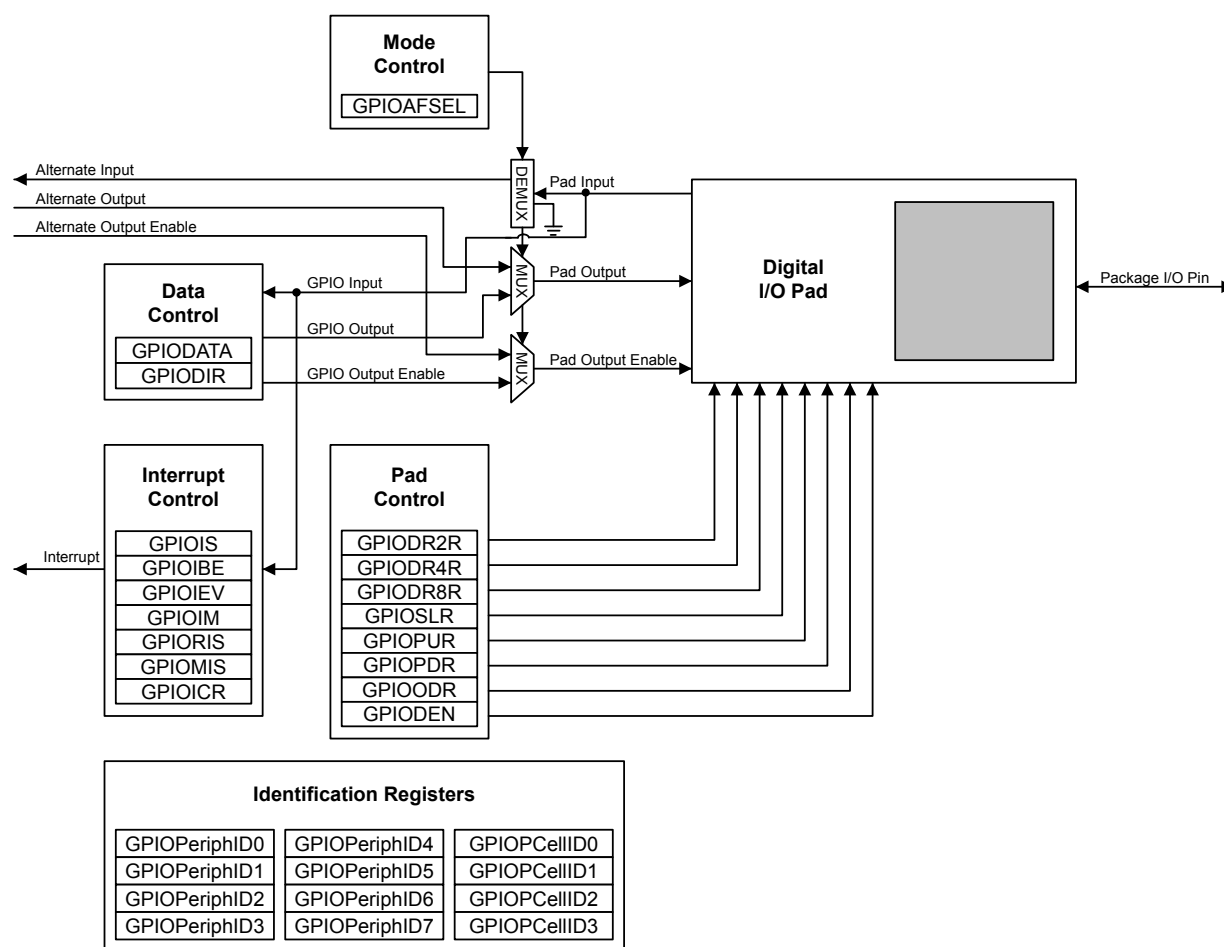 Mode
Control
GPIOAFSEL
Alternate Input
Alternate Output
Alternate Output Enable
DEMUX
Pad Input
MUX
Pad Output
MUX
Pad Output Enable
Digital
I/O Pad
Package I/O Pin
Data
Control
GPIODATA
GPIODIR
GPIO Input
GPIO Output
GPIO Output Enable
Interrupt
Control
GPIOIS
GPIOIBE
GPIOIEV
GPIOIM
GPIORIS
GPIOMIS
GPIOICR
Interrupt
Pad
Control
GPIODR2R
GPIODR4R
GPIODR8R
GPIOSLR
GPIOPUR
GPIOPDR
GPIOODR
GPIODEN
Identification Registers
GPIOPeriphID0 GPIOPeriphID4 GPIOPCellID0
GPIOPeriphID1 GPIOPeriphID5 GPIOPCellID1
GPIOPeriphID2 GPIOPeriphID6 GPIOPCellID2
GPIOPeriphID3 GPIOPeriphID7 GPIOPCellID3